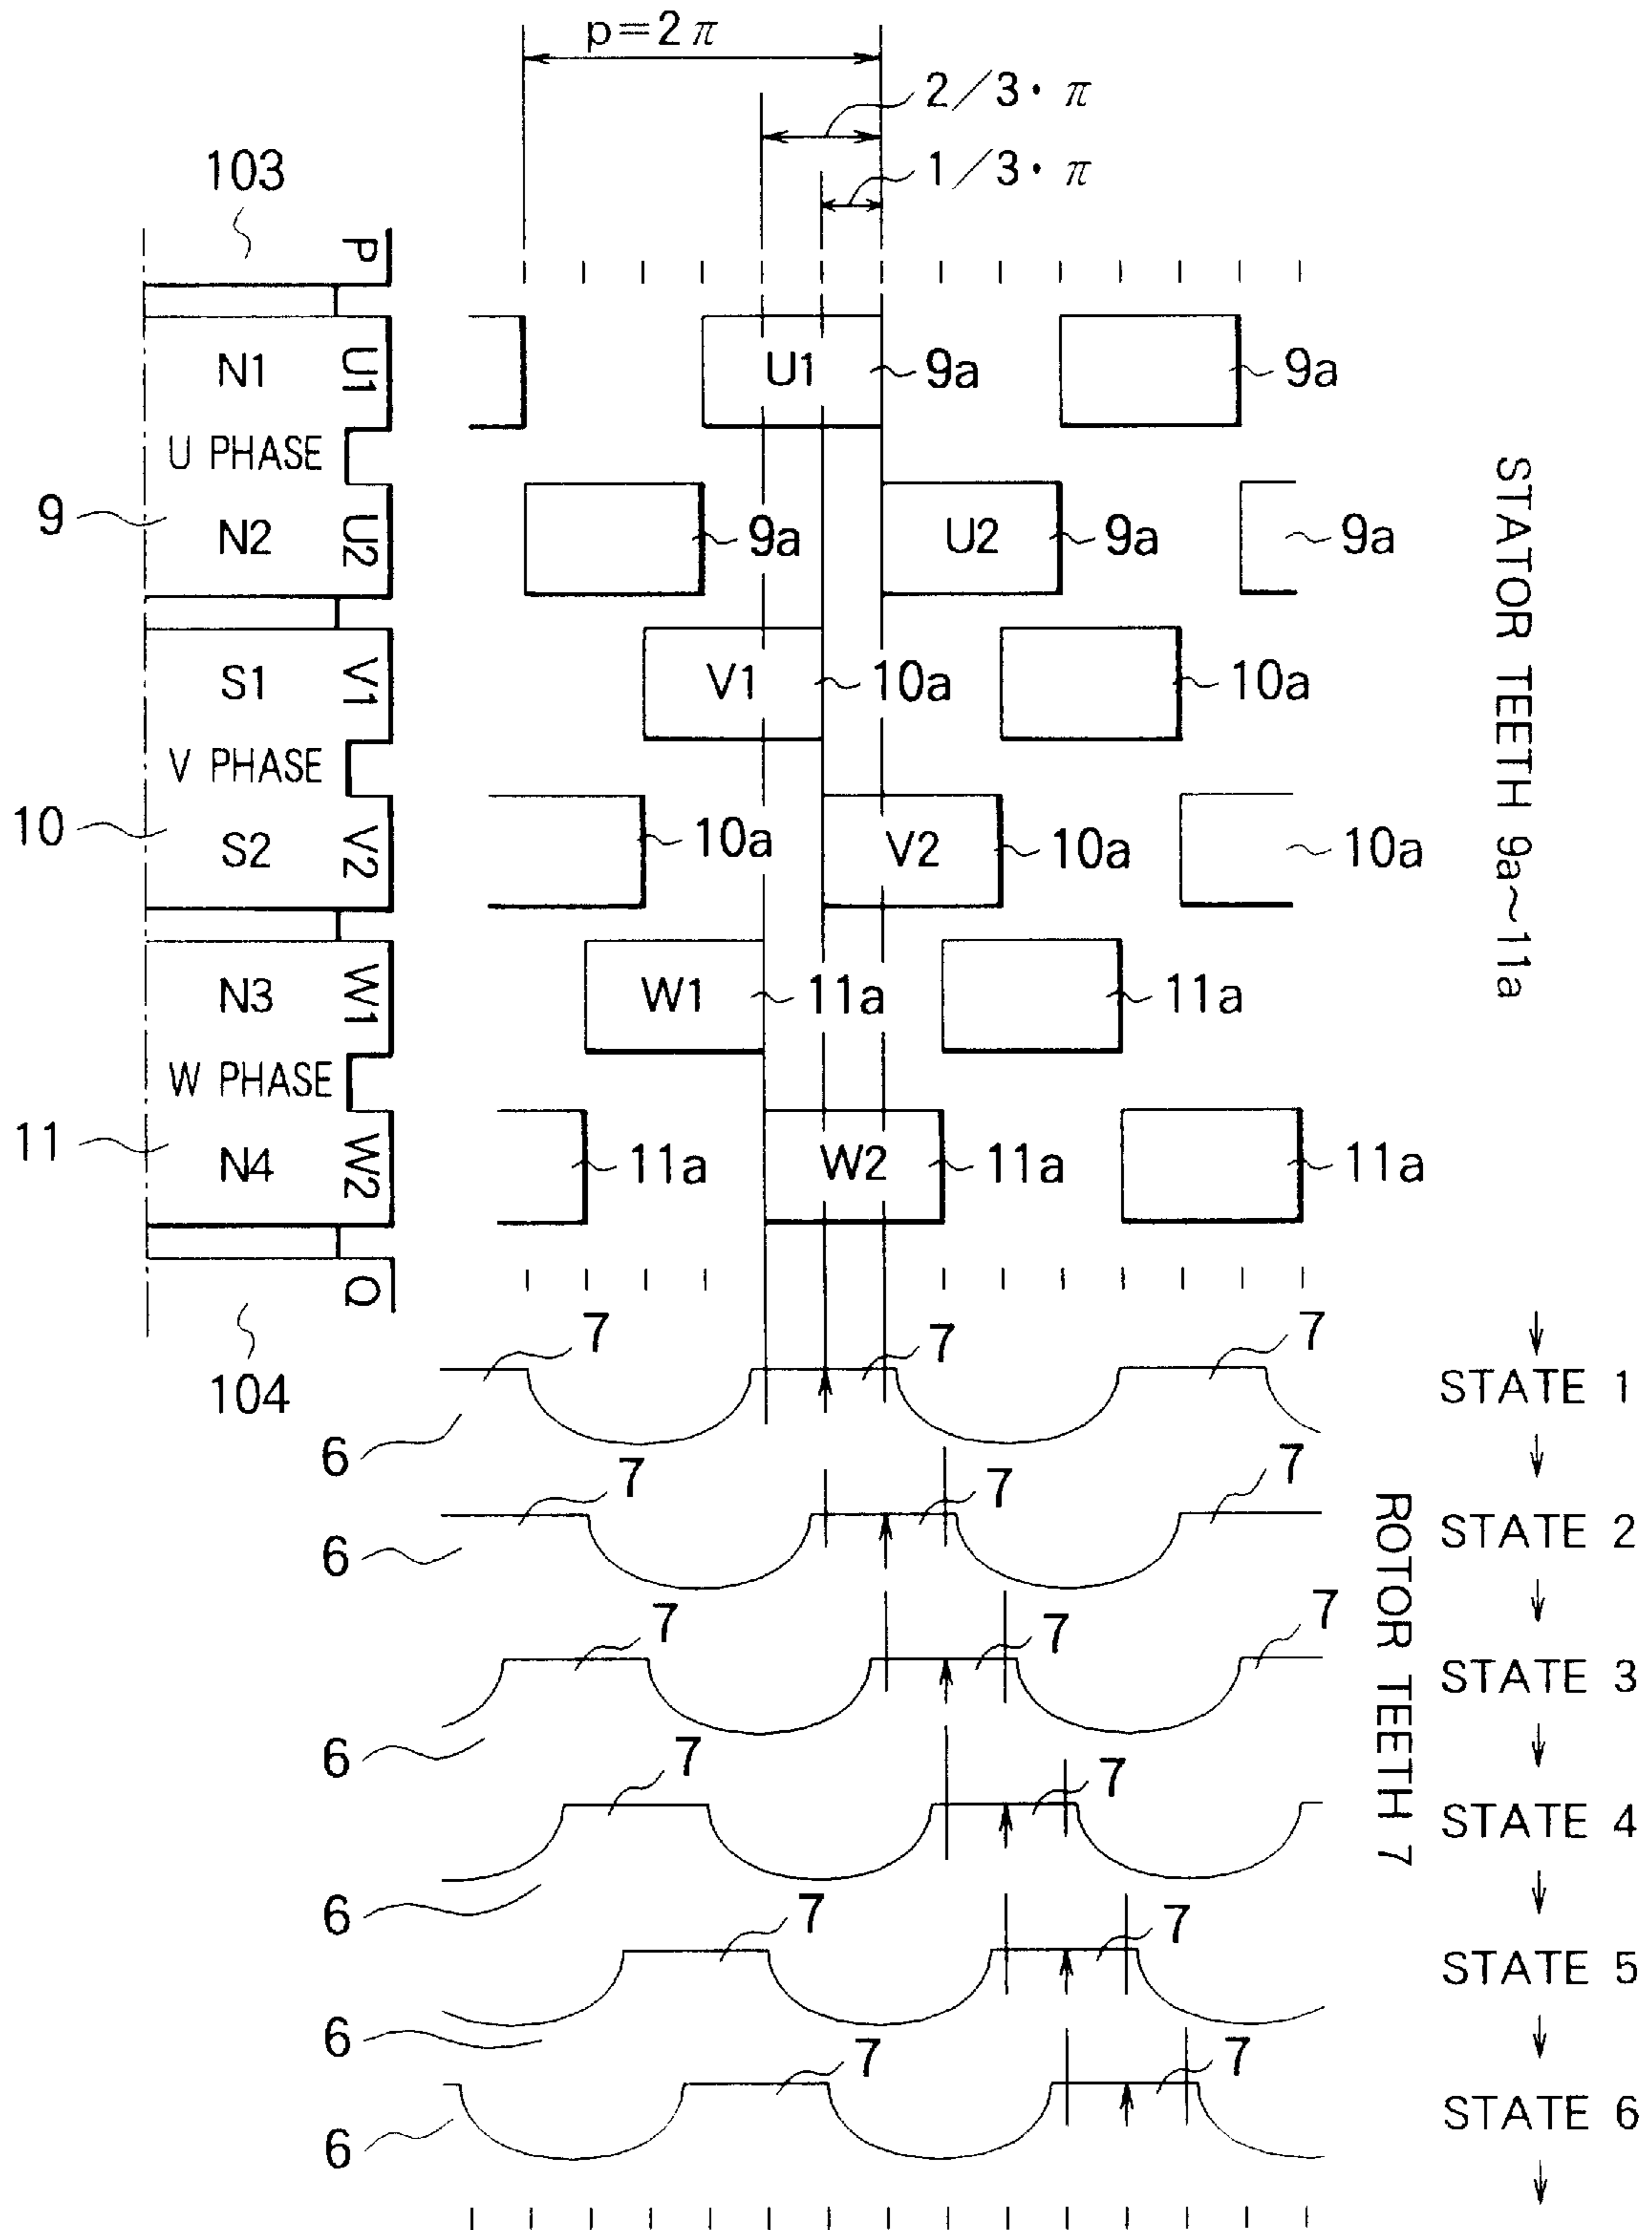 p=2π
2/3·π
1/3·π
103
P
N1
U1
U PHASE
9
N2
U2
S1
V1
V PHASE
10
S2
V2
N3
W1
W PHASE
11
N4
W2
Q
104
U1
9a
9a
9a
U2
9a
9a
V1
10a
10a
10a
V2
10a
10a
W1
11a
11a
11a
W2
11a
11a
STATOR TEETH 9a~11a
7
7
7
6
STATE 1
7
7
7
6
STATE 2
7
7
7
6
STATE 3
7
7
6
STATE 4
7
7
6
STATE 5
7
7
6
STATE 6
ROTOR TEETH 7